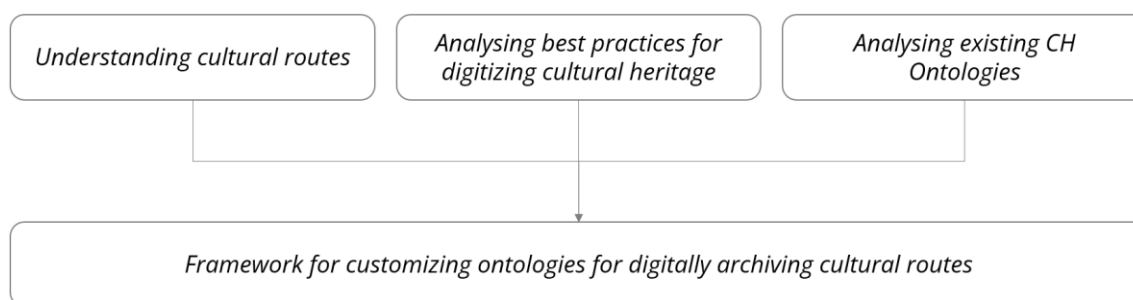 Understanding cultural routes
Analysing best practices for
digitizing cultural heritage
Analysing existing CH
Ontologies
Framework for customizing ontologies for digitally archiving cultural routes